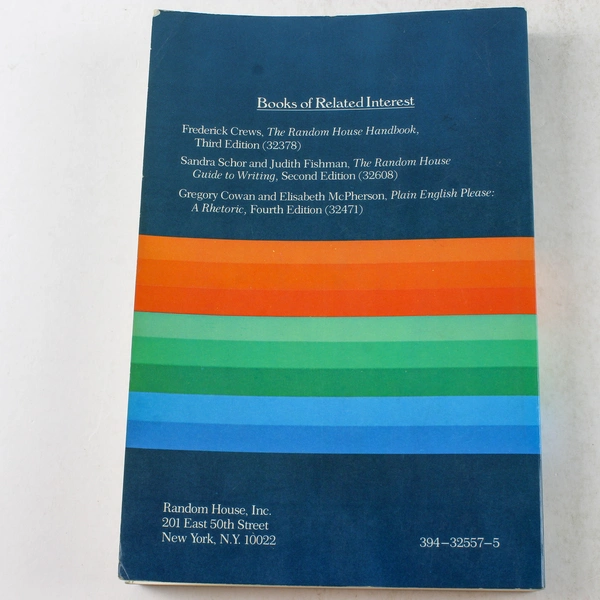 Books of Related Interest
Frederick Crews, The Random House Handbook,
Third Edition (32378)
Sandra Schor and Judith Fishman, The Random House
Guide to Writing, Second Edition (32608)
Gregory Cowan and Elisabeth McPherson, Plain English Please:
A Rhetoric, Fourth Edition (32471)
Random House, Inc.
201 East 50th Street
New York, N.Y. 10022
394-32557-5